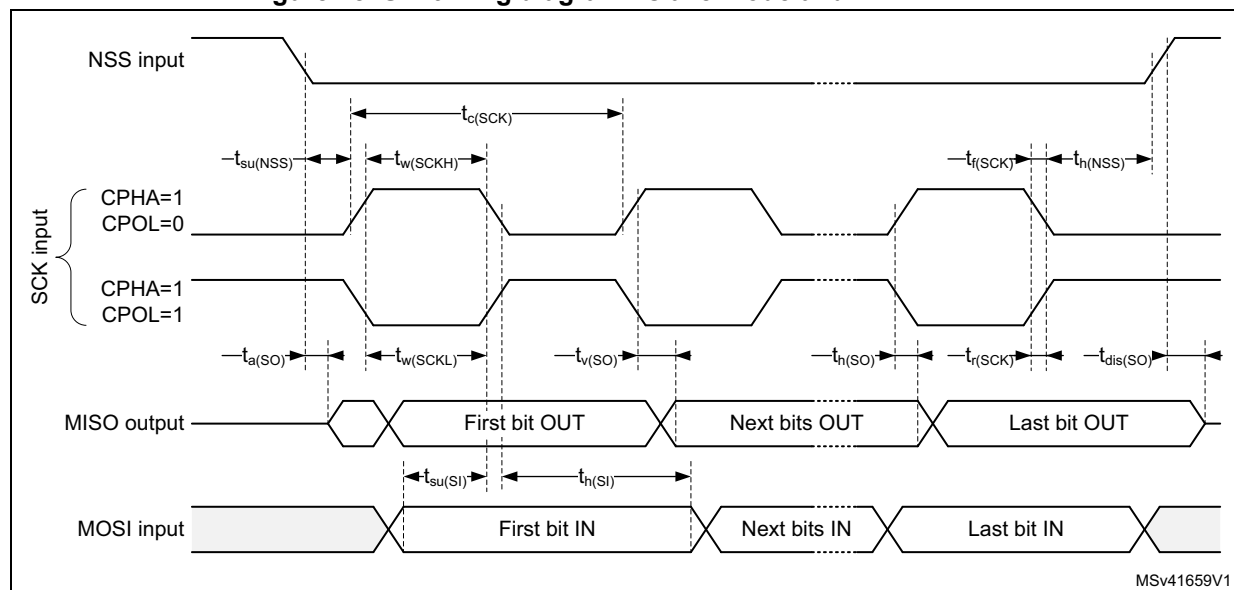 NSS input
tc(SCK)
tsu(NSS)
tw(SCKH)
tf(SCK)
th(NSS)
SCK input
CPHA=1
CPOL=0
CPHA=1
CPOL=1
ta(SO)
tw(SCKL)
tv(SO)
th(SO)
tr(SCK)
tdis(SO)
MISO output
First bit OUT
Next bits OUT
Last bit OUT
tsu(SI)
th(SI)
MOSI input
First bit IN
Next bits IN
Last bit IN
MSv41659V1